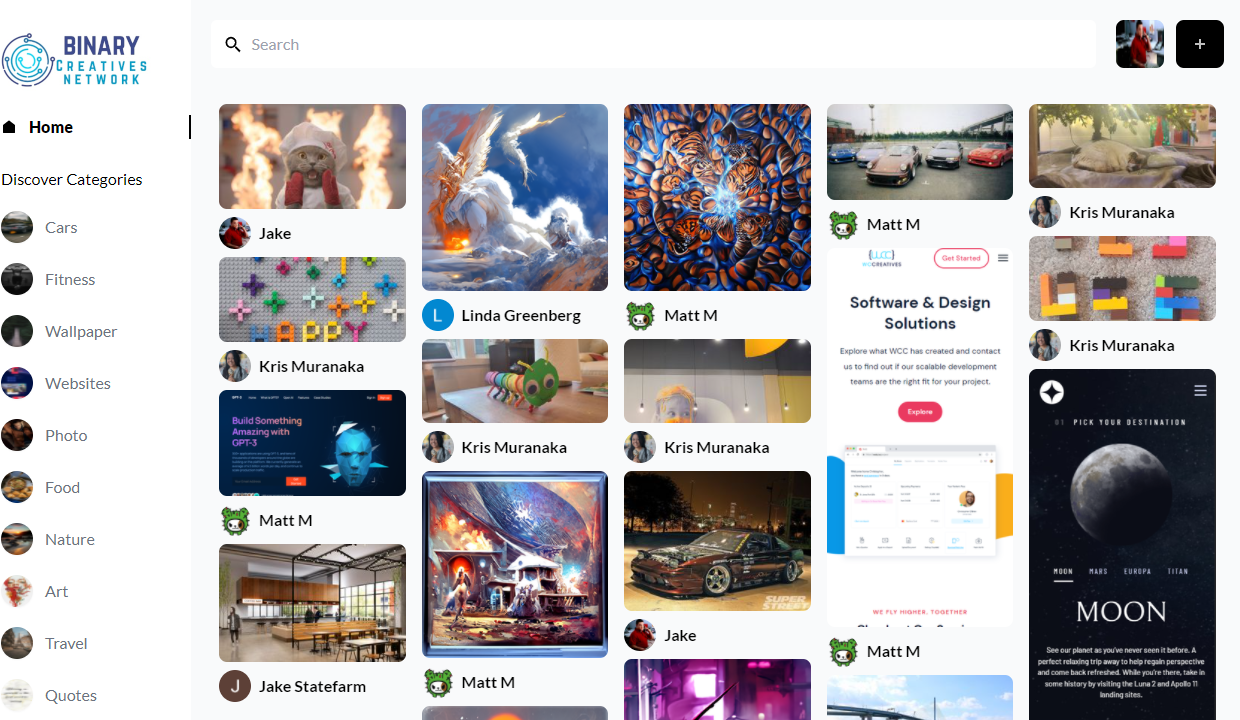 BINARY
CREATIVES
NETWORK
Search
+
Home
Discover Categories
Cars
Fitness
Wallpaper
Websites
Photo
Food
Nature
Art
Travel
Quotes
Jake
HAPPY
Kris Muranaka
Build Something
Amazing with
GPT-3
Matt M
J
Jake Statefarm
L
Linda Greenberg
Kris Muranaka
Matt M
Matt M
Kris Muranaka
SUPER
STREET
Jake
Matt M
{WCC}
WCCREATIVES
Get Started
Software & Design
Solutions
Explore what WCC has created and contact
us to find out if our scalable development
teams are the right fit for your project.
Explore
WE FLY HIGHER, TOGETHER
Matt M
Kris Muranaka
Kris Muranaka
01 PICK YOUR DESTINATION
MOON MARS EUROPA TITAN
MOON
See our planet as you've never seen it before. A
perfect relaxing trip away to help regain perspective
and come back refreshed. While you're there, take in
some history by visiting the Luna 2 and Apollo 11
landing sites.